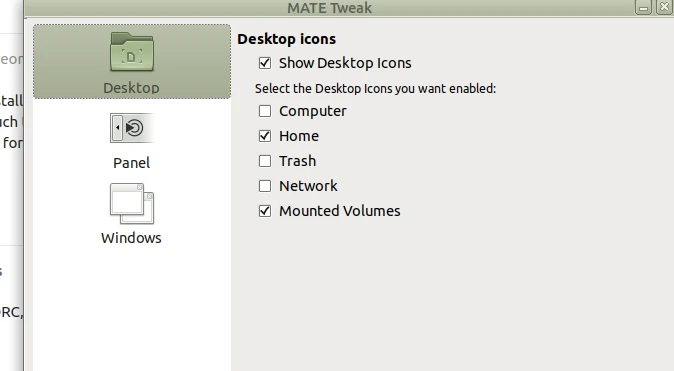 MATE Tweak
Desktop icons
Show Desktop Icons
Select the Desktop Icons you want enabled:
Computer
Home
Trash
Network
Mounted Volumes
D
Desktop
Panel
Windows
for